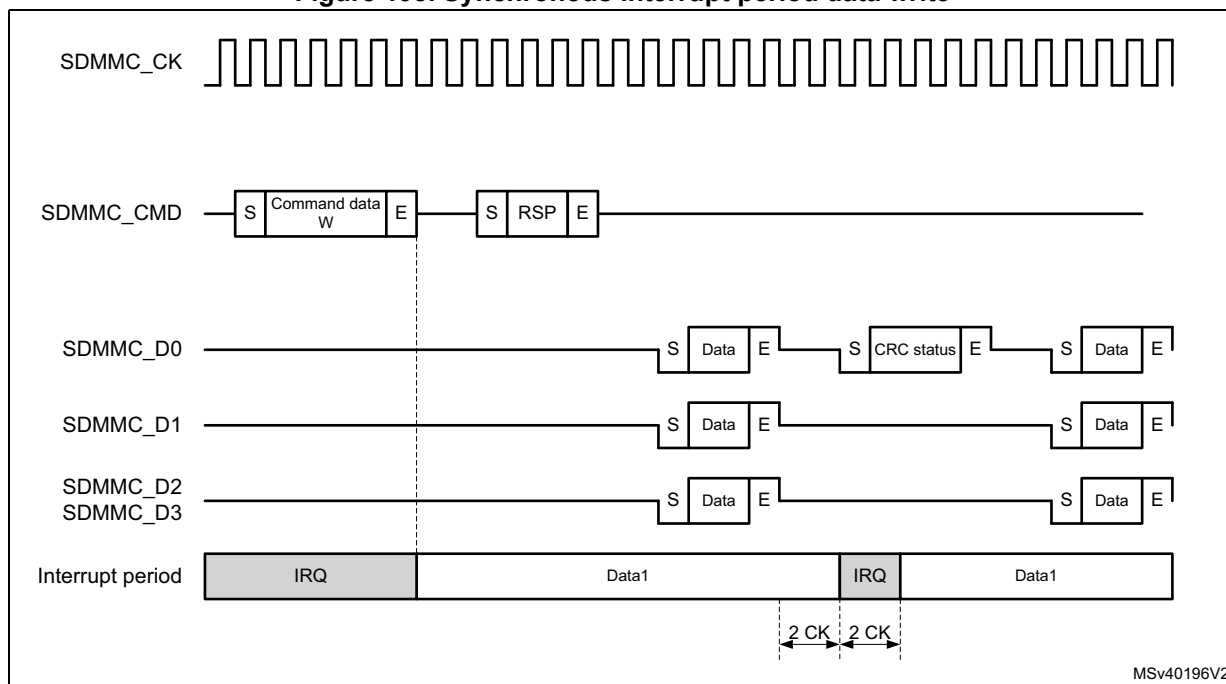 SDMMC_CK
SDMMC_CMD S Command data W E S RSP E
SDMMC_D0 S Data E S CRC status E S Data E
SDMMC_D1 S Data E S Data E
SDMMC_D2
SDMMC_D3 S Data E S Data E
Interrupt period IRQ Data1 IRQ Data1
2 CK 2 CK
MSv40196V2